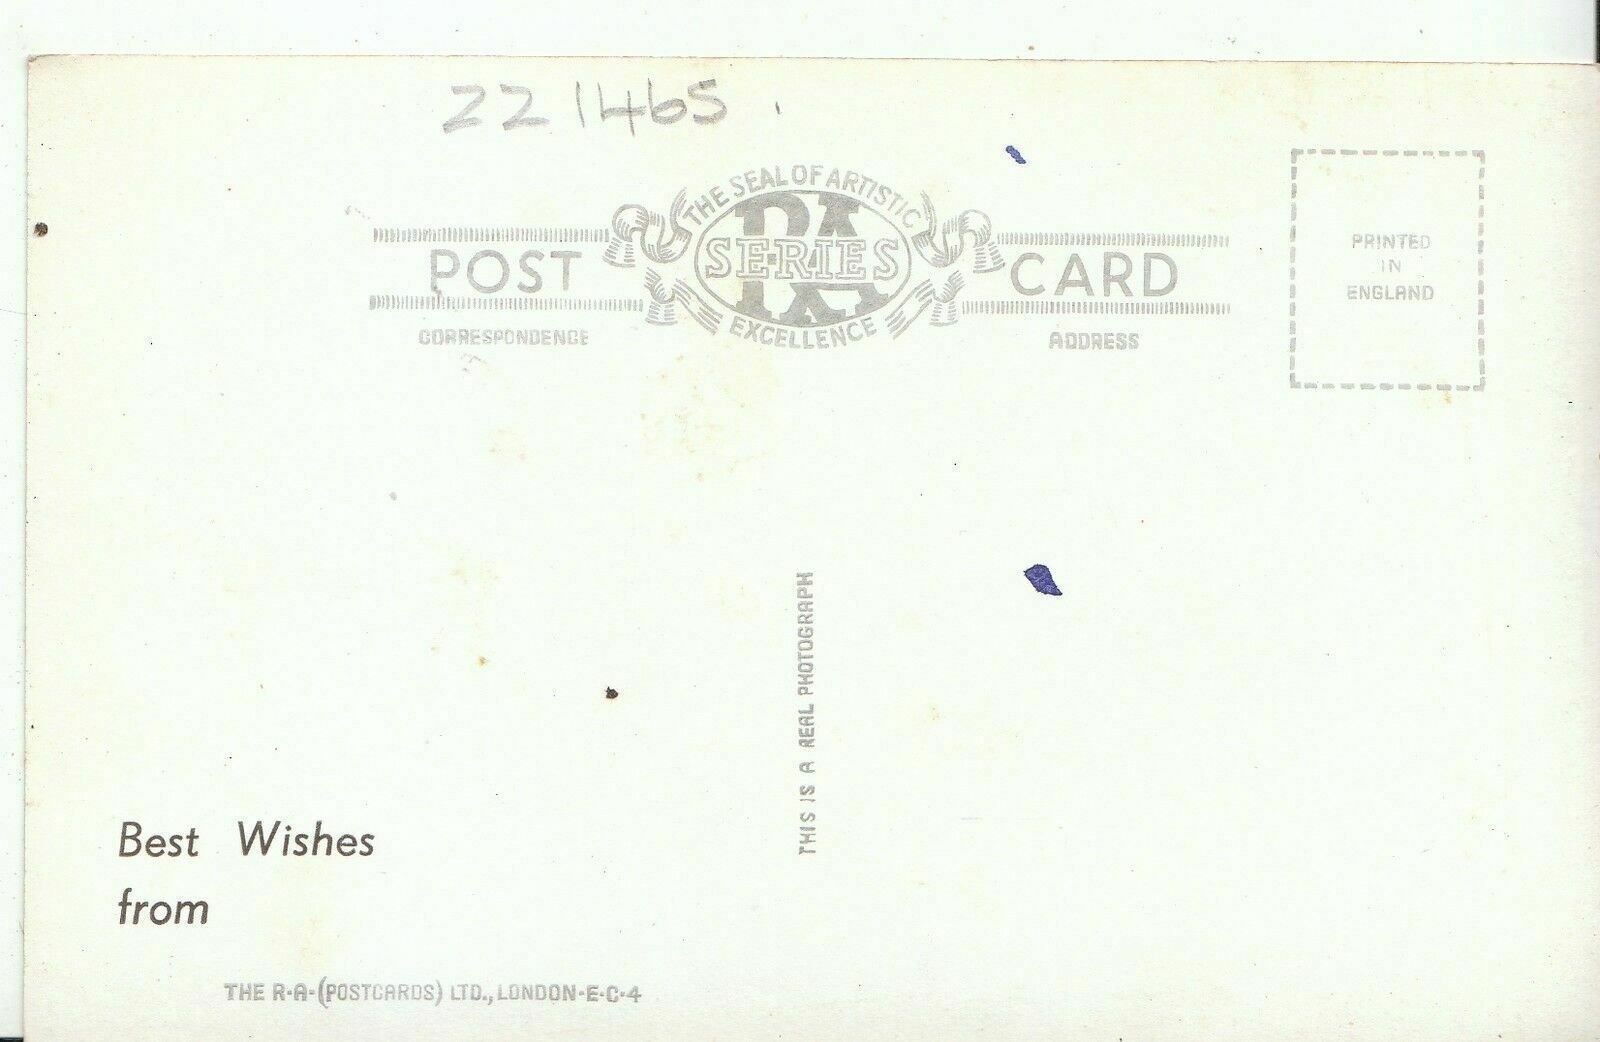 221465.
THE SEAL OF ARTISTIC
RA
SERIES
EXCELLENCE
POST CARD
CORRESPONDENCE
ADDRESS
PRINTED
IN
ENGLAND
THIS IS A REAL PHOTOGRAPH
Best Wishes
from
THE R·A·(POSTCARDS) LTD., LONDON·E·C·4